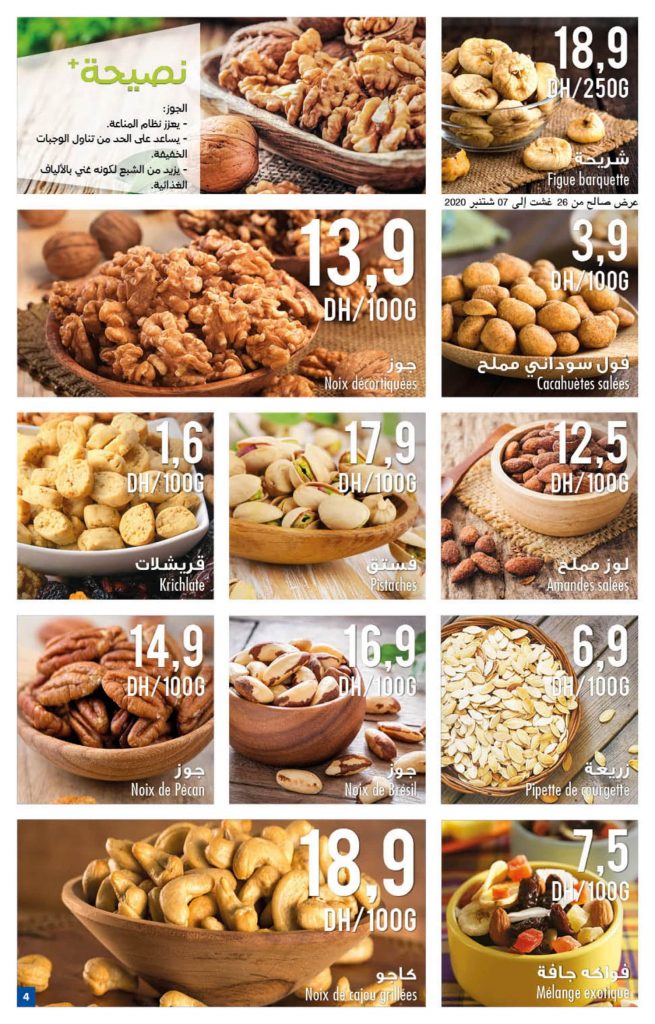 نصيحة+
الجوز:
- يعزز نظام المناعة.
- يساعد على الحد من تناول الوجبات
الخفيفة.
- يزيد من الشبع لكونه غني بالألياف
الغذائية.
18,9
DH/250G
شريحة
Figue barquette
عرض صالح من 26 غشت إلى 07 شتنبر 2020
13,9
DH/100G
جوز
Noix décortiquées
3,9
DH/100G
فول سوداني مملح
Cacahuètes salées
1,6
DH/100G
قريشلات
Krichlate
17,9
DH/100G
فستق
Pistaches
12,5
DH/100G
لوز مملح
Amandes salées
14,9
DH/100G
جوز
Noix de Pécan
16,9
DH/100G
جوز
Noix de Brésil
6,9
DH/100G
زريعة
Pipette de courgette
18,9
DH/100G
كاجو
Noix de cajou grillées
7,5
DH/100G
فواكه جافة
Mélange exotique
4